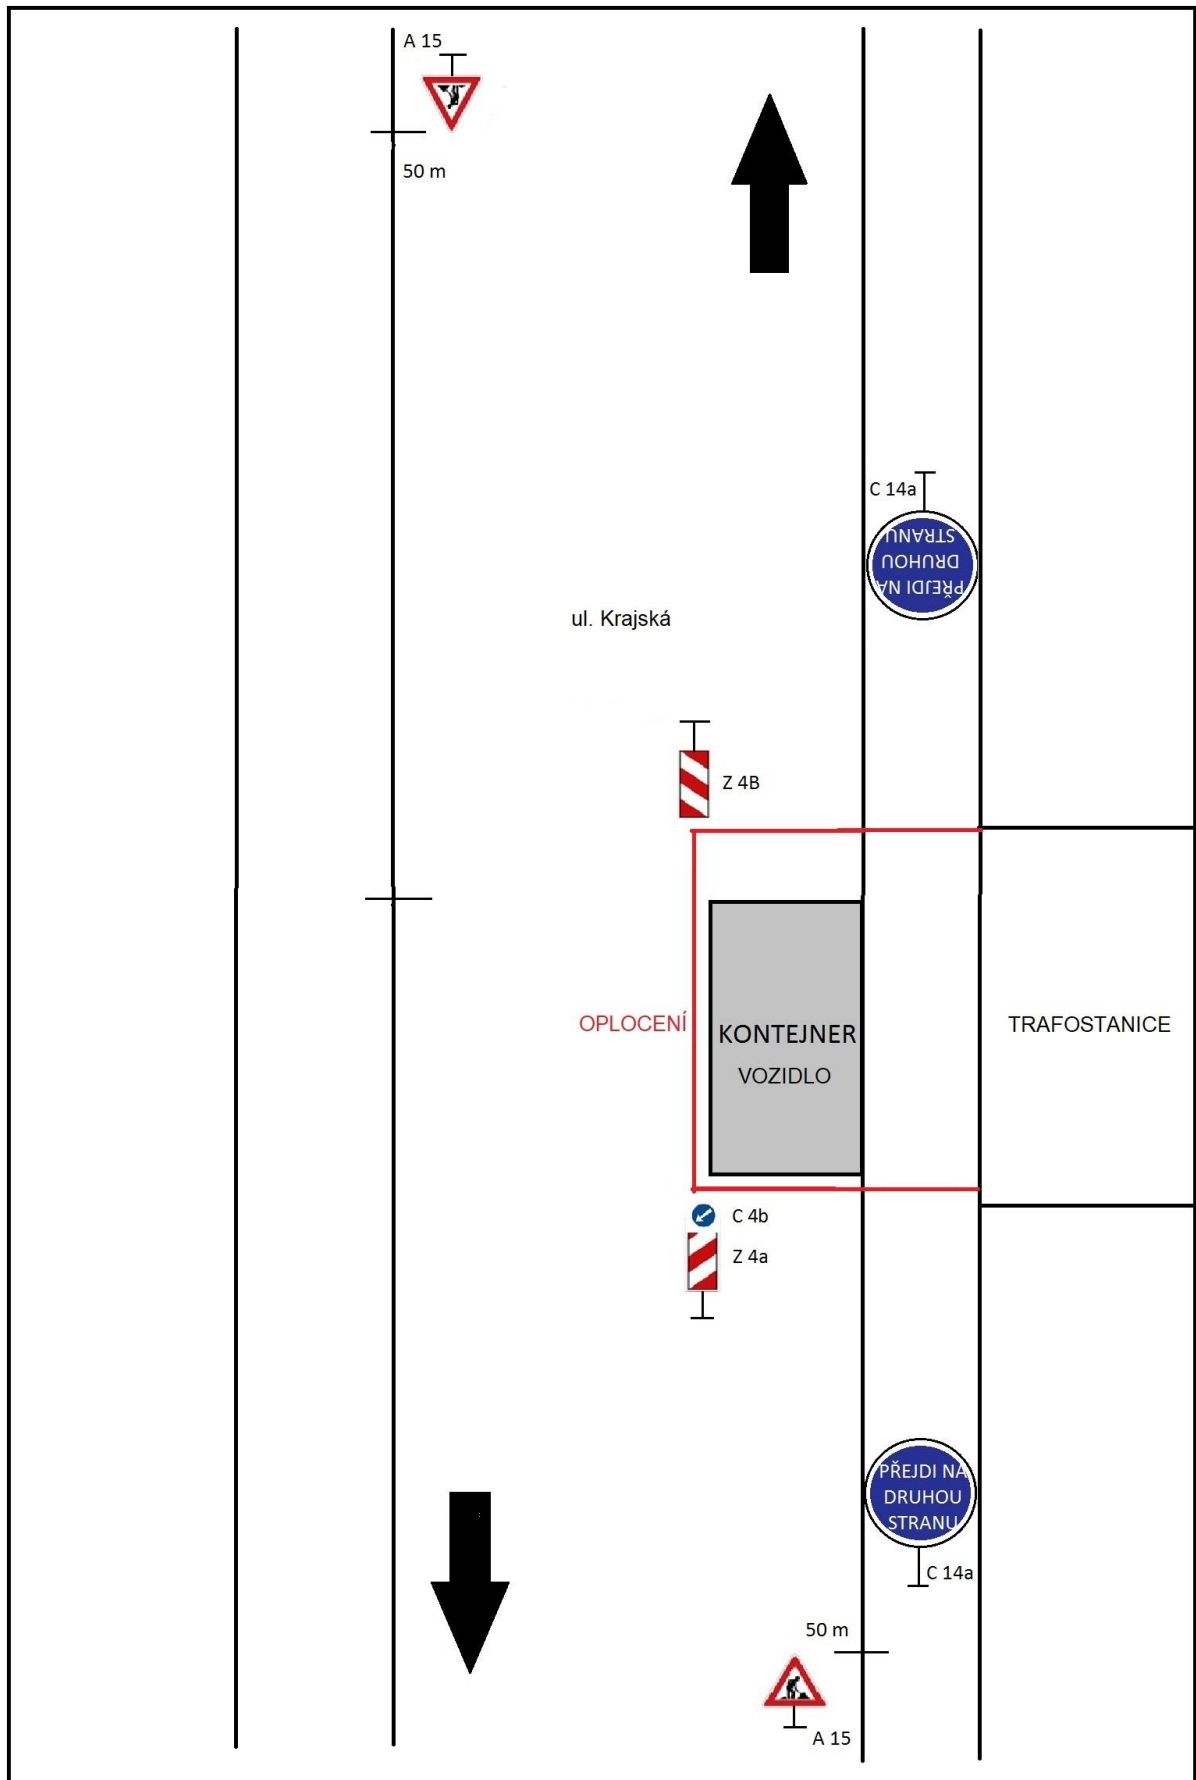 A 15
50 m
C 14a
PŘEJDI NA
DRUHOU
STRANU
ul. Krajská
Z 4B
OPLOCENÍ
KONTEJNER
VOZIDLO
TRAFOSTANICE
C 4b
Z 4a
PŘEJDI NA
DRUHOU
STRANU
C 14a
50 m
A 15